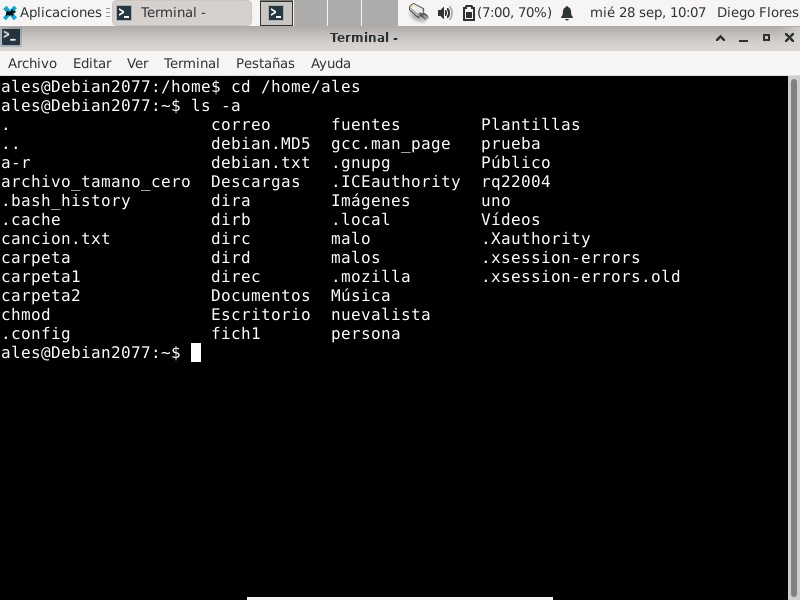 Aplicaciones Terminal - (7:00, 70%) mié 28 sep, 10:07 Diego Flores
Terminal -
Archivo Editar Ver Terminal Pestañas Ayuda
ales@Debian2077:/home$ cd /home/ales
ales@Debian2077:~$ ls -a
. correo fuentes Plantillas
.. debian.MD5 gcc.man_page prueba
a-r debian.txt .gnupg Público
archivo_tamano_cero Descargas .ICEauthority rq22004
.bash_history dira Imágenes uno
.cache dirb .local Vídeos
cancion.txt dirc malo .Xauthority
carpeta dird malos .xsession-errors
carpeta1 direc .mozilla .xsession-errors.old
carpeta2 Documentos Música
chmod Escritorio nuevalista
.config fich1 persona
ales@Debian2077:~$